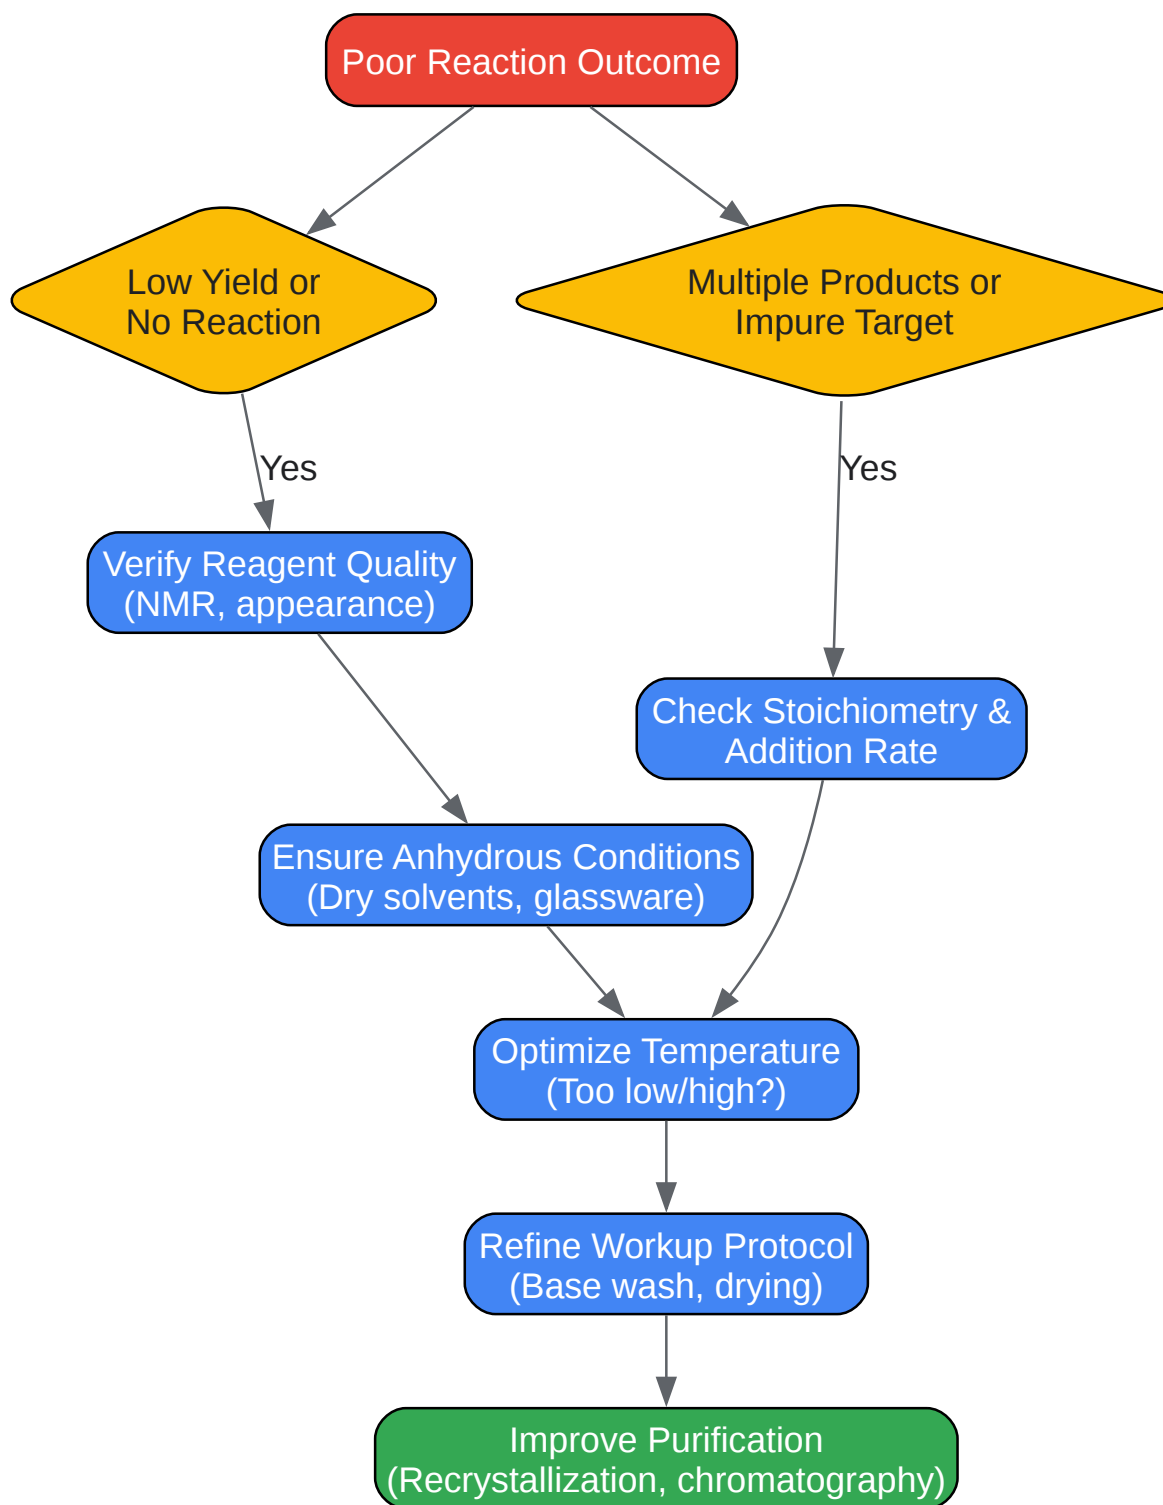 Poor Reaction Outcome
Low Yield or
No Reaction
Multiple Products or
Impure Target
Yes
Yes
Verify Reagent Quality
(NMR, appearance)
Check Stoichiometry &
Addition Rate
Ensure Anhydrous Conditions
(Dry solvents, glassware)
Optimize Temperature
(Too low/high?)
Refine Workup Protocol
(Base wash, drying)
Improve Purification
(Recrystallization, chromatography)